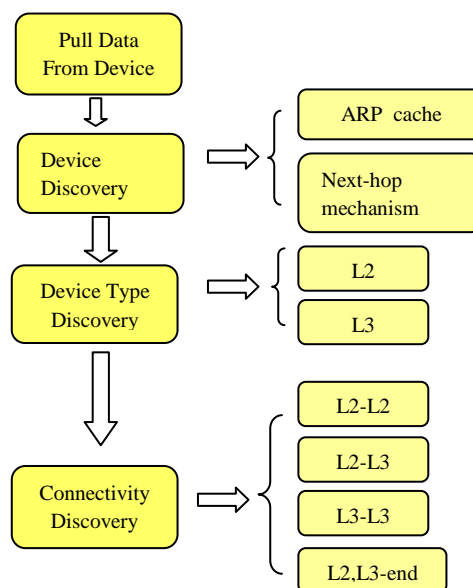 Pull Data
From Device
Device
Discovery
ARP cache
Next-hop
mechanism
Device Type
Discovery
L2
L3
Connectivity
Discovery
L2-L2
L2-L3
L3-L3
L2,L3-end